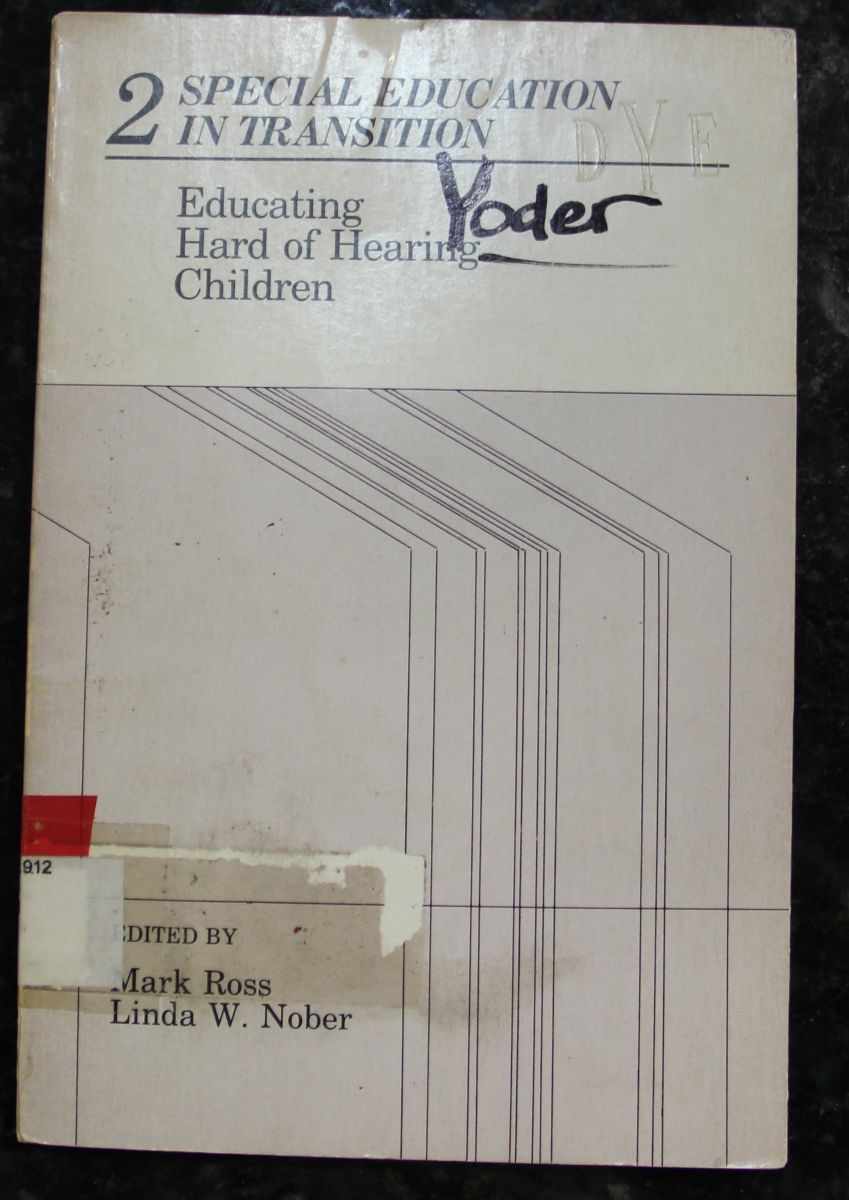 2 SPECIAL EDUCATION
IN TRANSITION
DYE
Yoder
Educating
Hard of Hearing
Children
912
EDITED BY
Mark Ross
Linda W. Nober